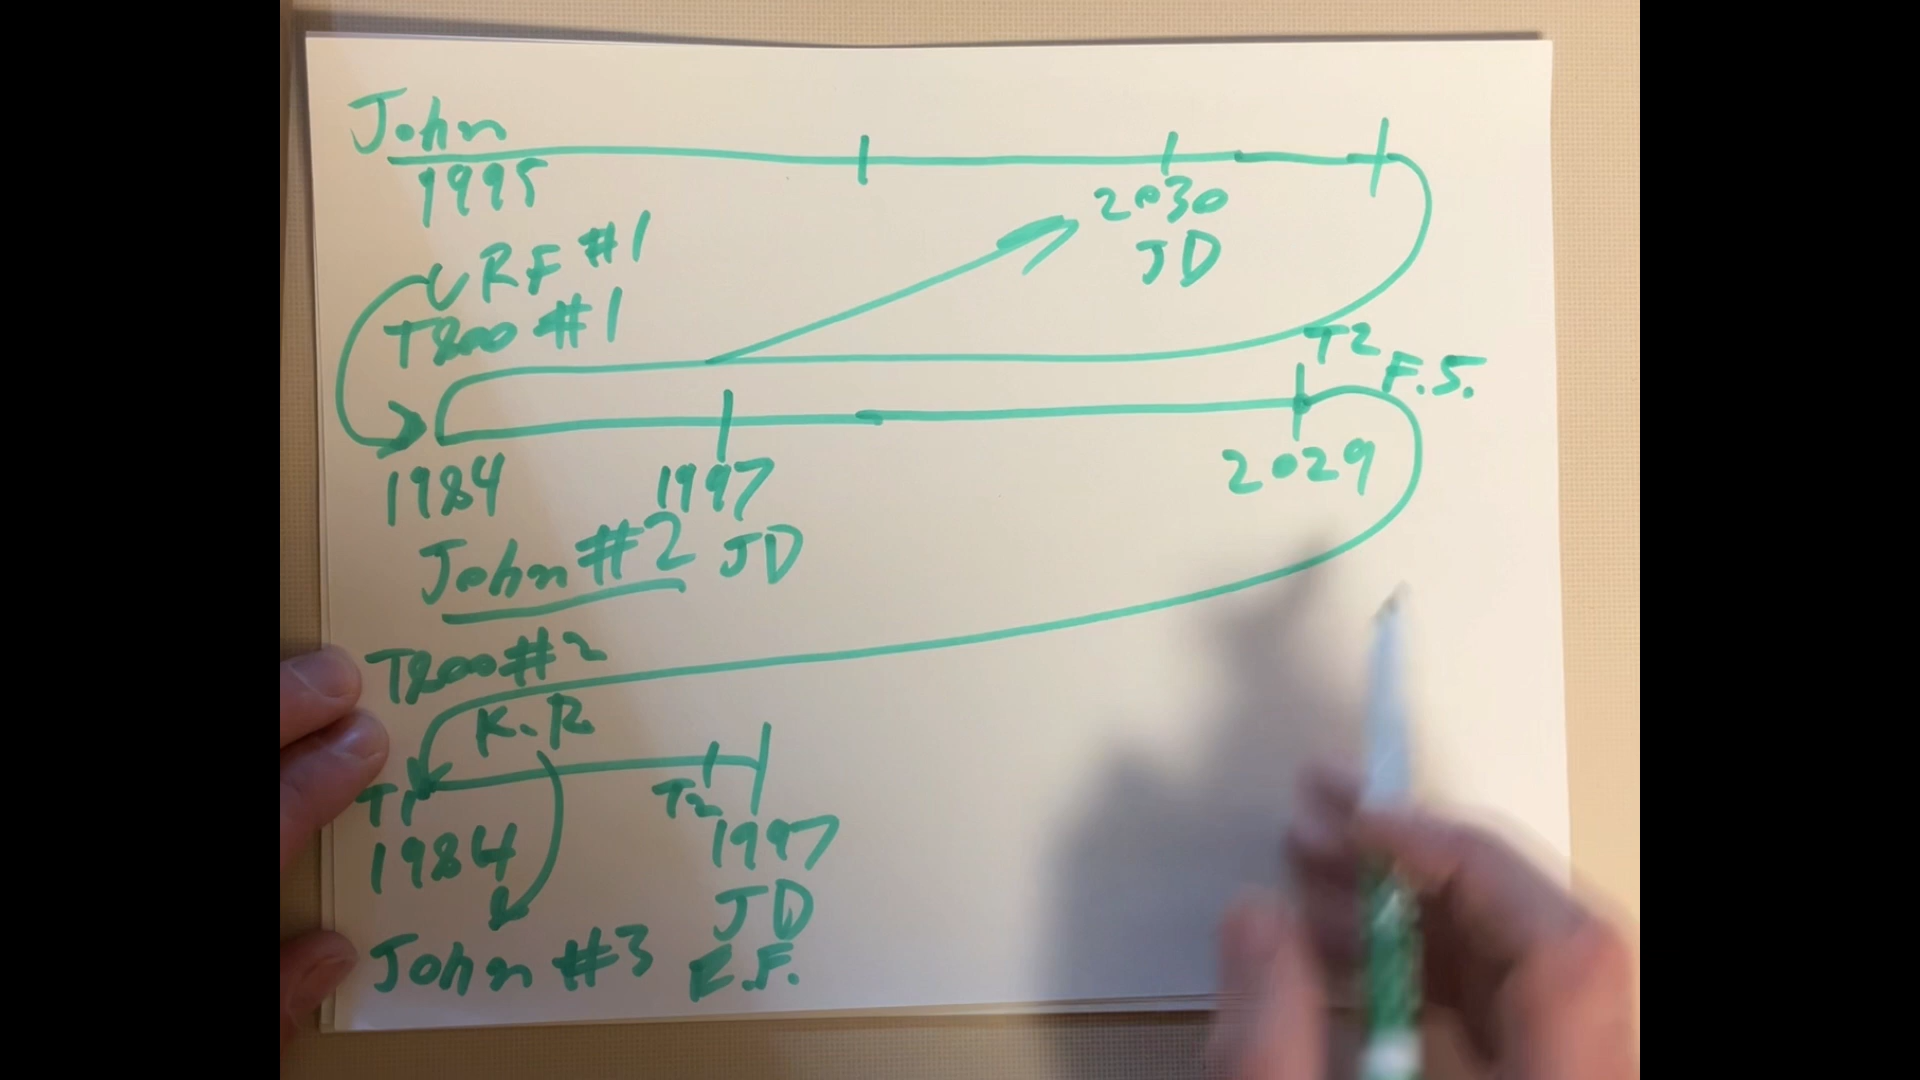 John
1995
2030
JD
RF #1
T800 #1
T2
F.S.
1984
1997
2029
John #2
JD
T800 #2
K.R.
T1
T2
1984
1997
JD
John #3